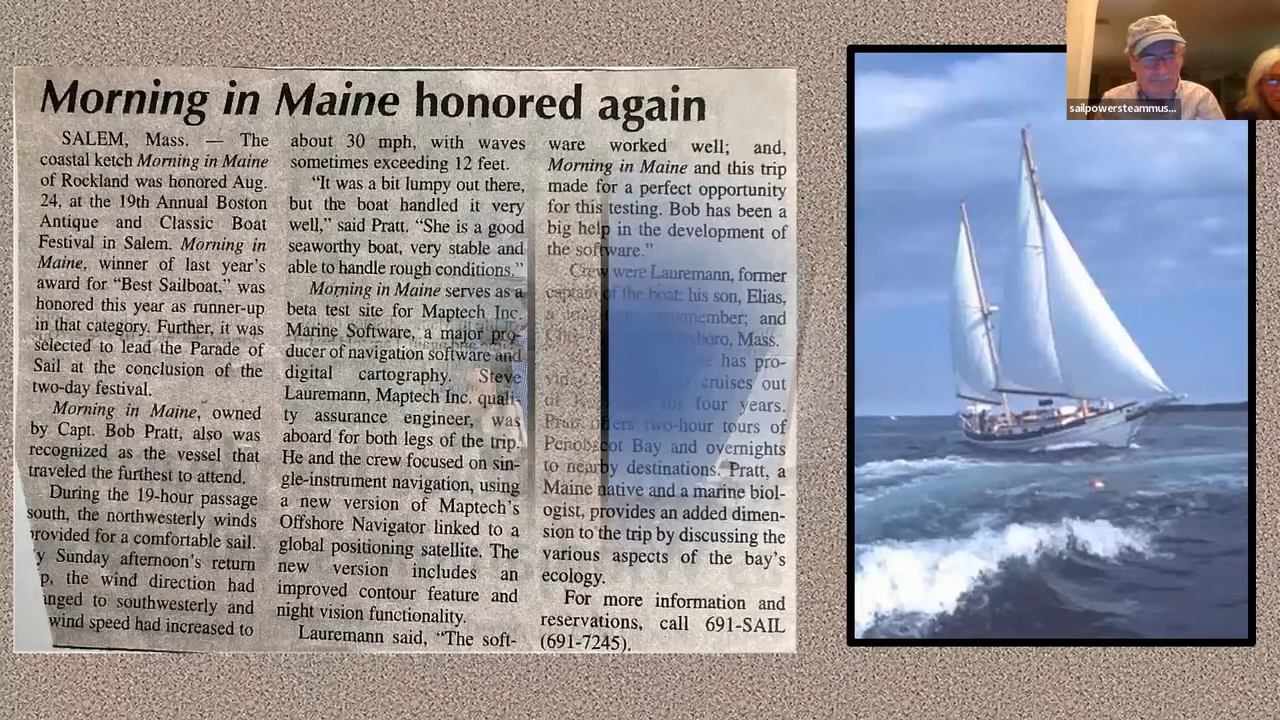 Morning in Maine honored again
SALEM, Mass. — The
coastal ketch Morning in Maine
of Rockland was honored Aug.
24, at the 19th Annual Boston
Antique and Classic Boat
Festival in Salem. Morning in
Maine, winner of last year's
award for “Best Sailboat,” was
honored this year as runner-up
in that category. Further, it was
selected to lead the Parade of
Sail at the conclusion of the
two-day festival.
Morning in Maine, owned
by Capt. Bob Pratt, also was
recognized as the vessel that
traveled the furthest to attend.
During the 19-hour passage
south, the northwesterly winds
provided for a comfortable sail.
y Sunday afternoon's return
p, the wind direction had
anged to southwesterly and
wind speed had increased to
about 30 mph, with waves
sometimes exceeding 12 feet.
“It was a bit lumpy out there,
but the boat handled it very
well,” said Pratt. “She is a good
seaworthy boat, very stable and
able to handle rough conditions.”
Morning in Maine serves as a
beta test site for Maptech Inc.
Marine Software, a major pro-
ducer of navigation software and
digital cartography. Steve
Lauremann, Maptech Inc. quali-
ty assurance engineer, was
aboard for both legs of the trip.
He and the crew focused on sin-
gle-instrument navigation, using
a new version of Maptech's
Offshore Navigator linked to a
global positioning satellite. The
new version includes an
improved contour feature and
night vision functionality.
Lauremann said, “The soft-
ware worked well; and,
Morning in Maine and this trip
made for a perfect opportunity
for this testing. Bob has been a
big help in the development of
the software.”
Crew were Lauremann, former
captain of the boat; his son, Elias,
a and
boro, Mass.
has pro-
cruises out
for four years.
Pratt offers two-hour tours of
Penobscot Bay and overnights
to nearby destinations. Pratt, a
Maine native and a marine biol-
ogist, provides an added dimen-
sion to the trip by discussing the
various aspects of the bay's
ecology.
For more information and
reservations, call 691-SAIL
(691-7245).
sailpowersteammus...